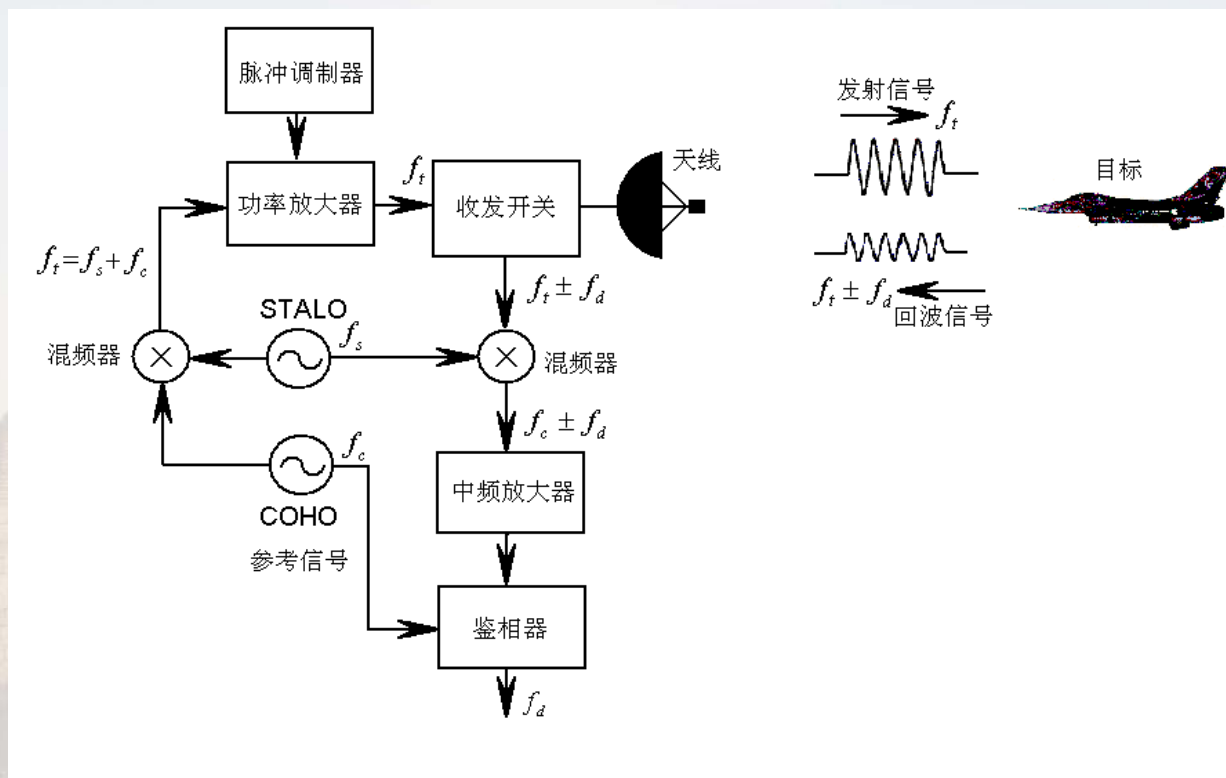 脉冲调制器
发射信号
f_t
功率放大器
f_t
收发开关
天线
目标
f_t=f_s+f_c
f_t ± f_d
f_t ± f_d
回波信号
STALO
f_s
混频器
混频器
f_c ± f_d
f_c
COHO
参考信号
中频放大器
鉴相器
f_d